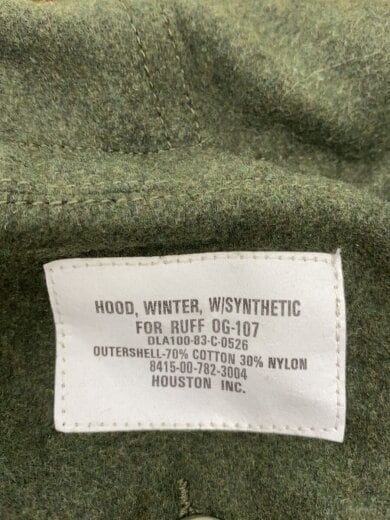 HOOD, WINTER, W/SYNTHETIC
FOR RUFF OG-107
DLA100-83-C-0526
OUTERSHELL-70% COTTON 30% NYLON
8415-00-782-3004
HOUSTON INC.